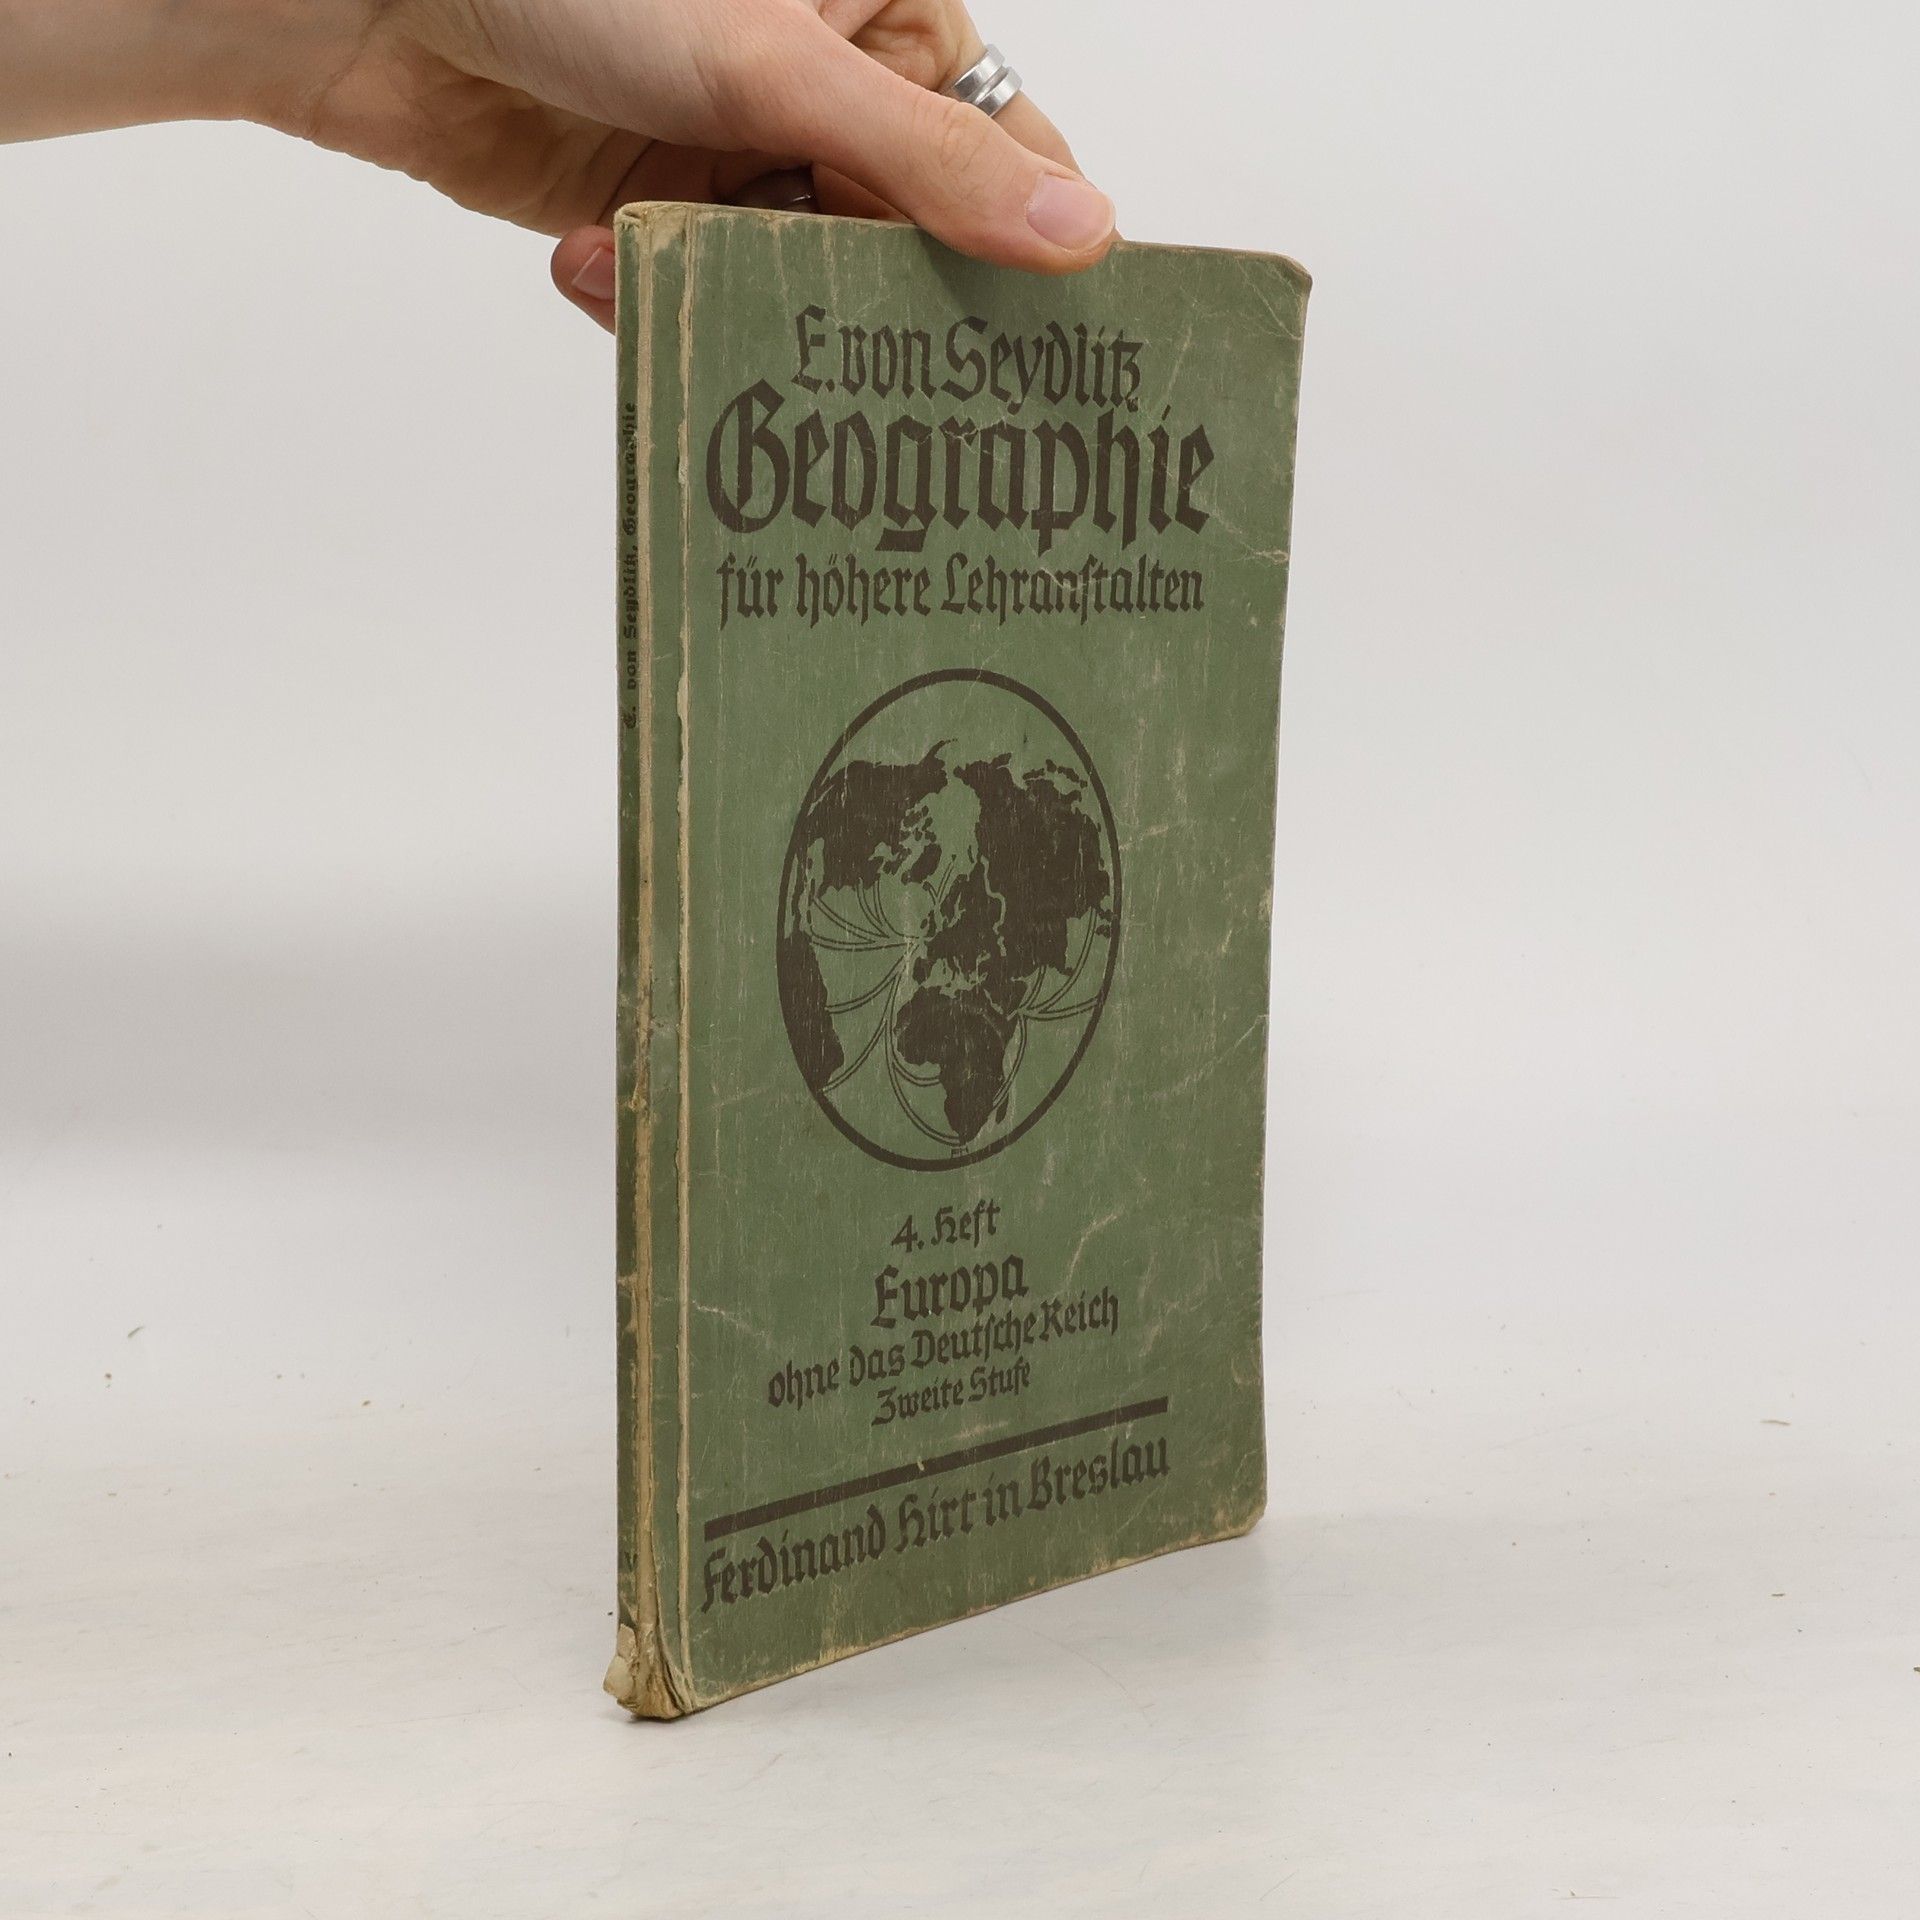 E. von Seydlitz
Geographie
für höhere Lehranſtalten
4. Heft
Europa
ohne das Deutſche Reich
Zweite Stufe
Ferdinand Hirt in Breslau
E. von Seydlitz, Geographie